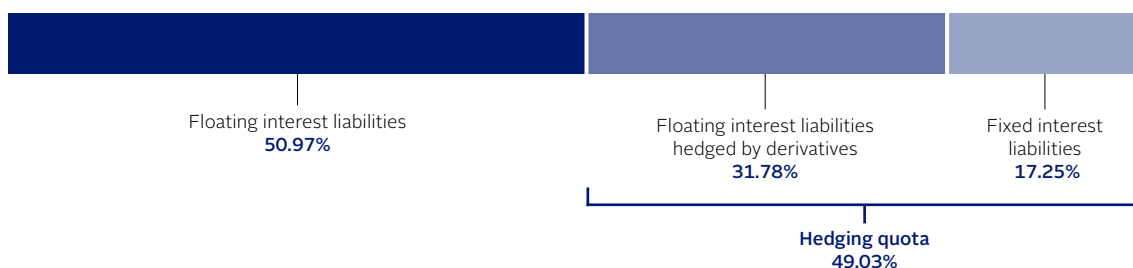 Floating interest liabilities
50.97%
Floating interest liabilities
hedged by derivatives
31.78%
Fixed interest
liabilities
17.25%
Hedging quota
49.03%